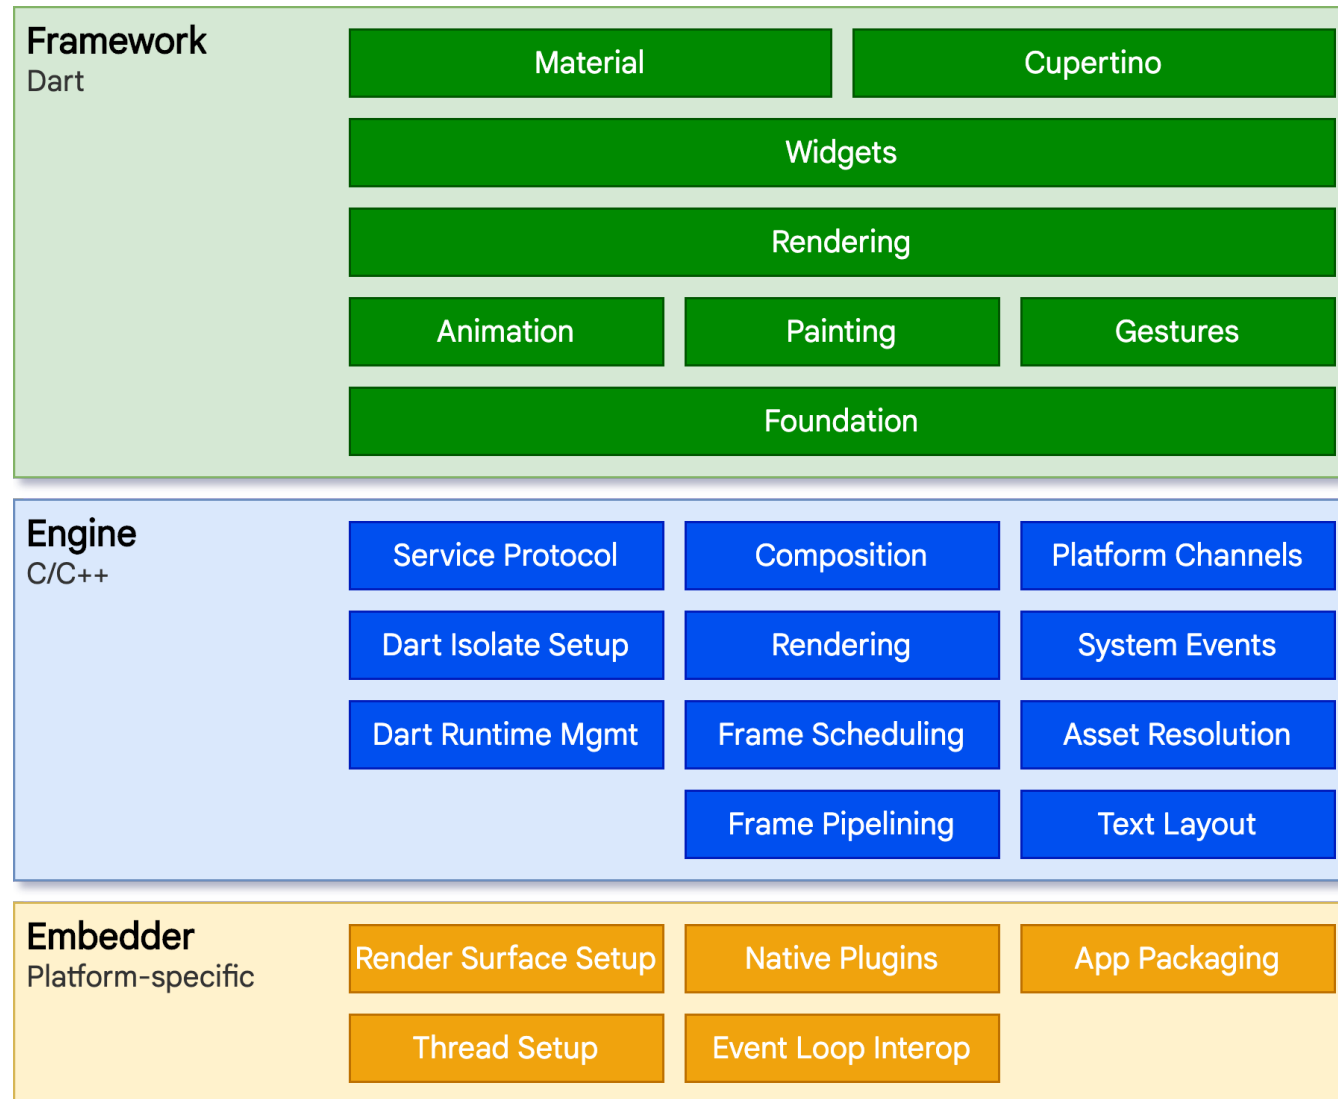 Framework
Dart
Material
Cupertino
Widgets
Rendering
Animation
Painting
Gestures
Foundation
Engine
C/C++
Service Protocol
Composition
Platform Channels
Dart Isolate Setup
Rendering
System Events
Dart Runtime Mgmt
Frame Scheduling
Asset Resolution
Frame Pipelining
Text Layout
Embedder
Platform-specific
Render Surface Setup
Native Plugins
App Packaging
Thread Setup
Event Loop Interop